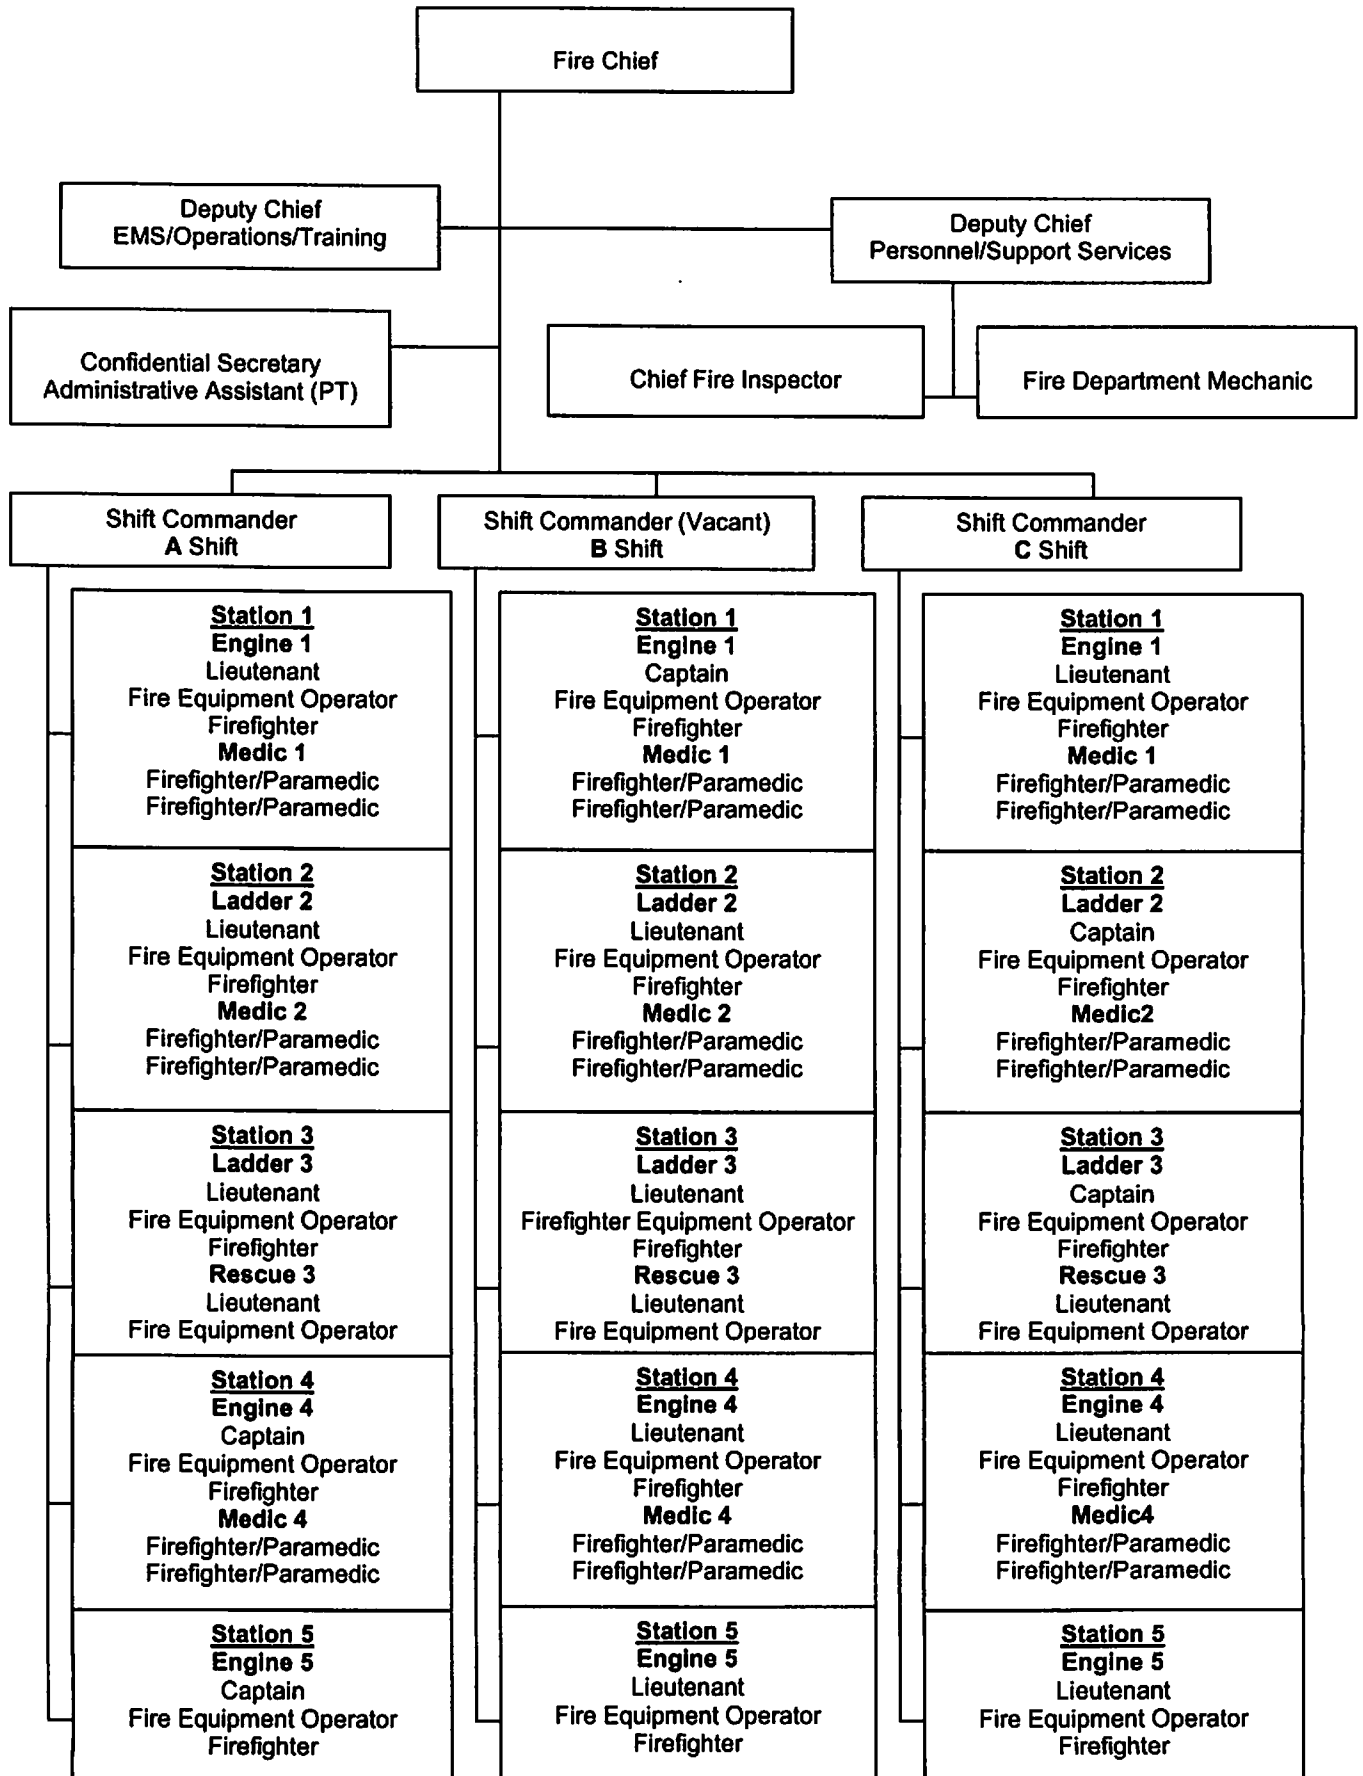 Fire Chief
Deputy Chief
EMS/Operations/Training
Deputy Chief
Personnel/Support Services
Confidential Secretary
Administrative Assistant (PT)
Chief Fire Inspector
Fire Department Mechanic
Shift Commander
A Shift
Shift Commander (Vacant)
B Shift
Shift Commander
C Shift
Station 1
Engine 1
Lieutenant
Fire Equipment Operator
Firefighter
Medic 1
Firefighter/Paramedic
Firefighter/Paramedic
Station 2
Ladder 2
Lieutenant
Fire Equipment Operator
Firefighter
Medic 2
Firefighter/Paramedic
Firefighter/Paramedic
Station 3
Ladder 3
Lieutenant
Fire Equipment Operator
Firefighter
Rescue 3
Lieutenant
Fire Equipment Operator
Station 4
Engine 4
Captain
Fire Equipment Operator
Firefighter
Medic 4
Firefighter/Paramedic
Firefighter/Paramedic
Station 5
Engine 5
Captain
Fire Equipment Operator
Firefighter
Station 1
Engine 1
Captain
Fire Equipment Operator
Firefighter
Medic 1
Firefighter/Paramedic
Firefighter/Paramedic
Station 2
Ladder 2
Lieutenant
Fire Equipment Operator
Firefighter
Medic 2
Firefighter/Paramedic
Firefighter/Paramedic
Station 3
Ladder 3
Lieutenant
Firefighter Equipment Operator
Firefighter
Rescue 3
Lieutenant
Fire Equipment Operator
Station 4
Engine 4
Lieutenant
Fire Equipment Operator
Firefighter
Medic 4
Firefighter/Paramedic
Firefighter/Paramedic
Station 5
Engine 5
Lieutenant
Fire Equipment Operator
Firefighter
Station 1
Engine 1
Lieutenant
Fire Equipment Operator
Firefighter
Medic 1
Firefighter/Paramedic
Firefighter/Paramedic
Station 2
Ladder 2
Captain
Fire Equipment Operator
Firefighter
Medic2
Firefighter/Paramedic
Firefighter/Paramedic
Station 3
Ladder 3
Captain
Fire Equipment Operator
Firefighter
Rescue 3
Lieutenant
Fire Equipment Operator
Station 4
Engine 4
Lieutenant
Fire Equipment Operator
Firefighter
Medic4
Firefighter/Paramedic
Firefighter/Paramedic
Station 5
Engine 5
Lieutenant
Fire Equipment Operator
Firefighter